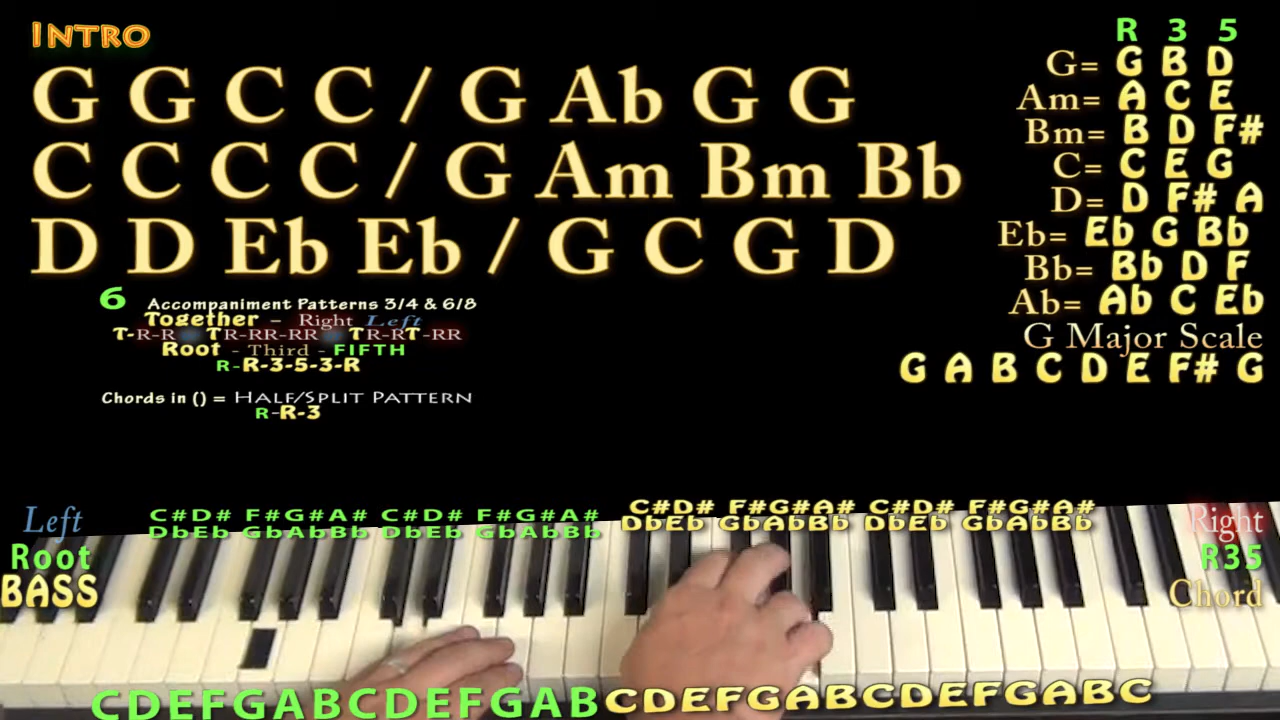 INTRO
G G C C / G Ab G G
C C C C / G Am Bm Bb
D D Eb Eb / G C G D
R 3 5
G= G B D
Am= A C E
Bm= B D F#
C= C E G
D= D F# A
Eb= Eb G Bb
Bb= Bb D F
Ab= Ab C Eb
G Major Scale
G A B C D E F# G
6 Accompaniment Patterns 3/4 & 6/8
Together - Right Left
T-R-R TR-RR-RR TR-RT-RR
Root - Third - FIFTH
R-R-3-5-3-R
Chords in () = HALF/SPLIT PATTERN
R-R-3
Left
Root
BASS
C#D# F#G#A# C#D# F#G#A#
DbEb GbAbBb DbEb GbAbBb
C#D# F#G#A# C#D# F#G#A#
DbEb GbAbBb DbEb GbAbBb
Right
R35
Chord
CDEFGABCDEFGABCDEFGABCDEFGABC